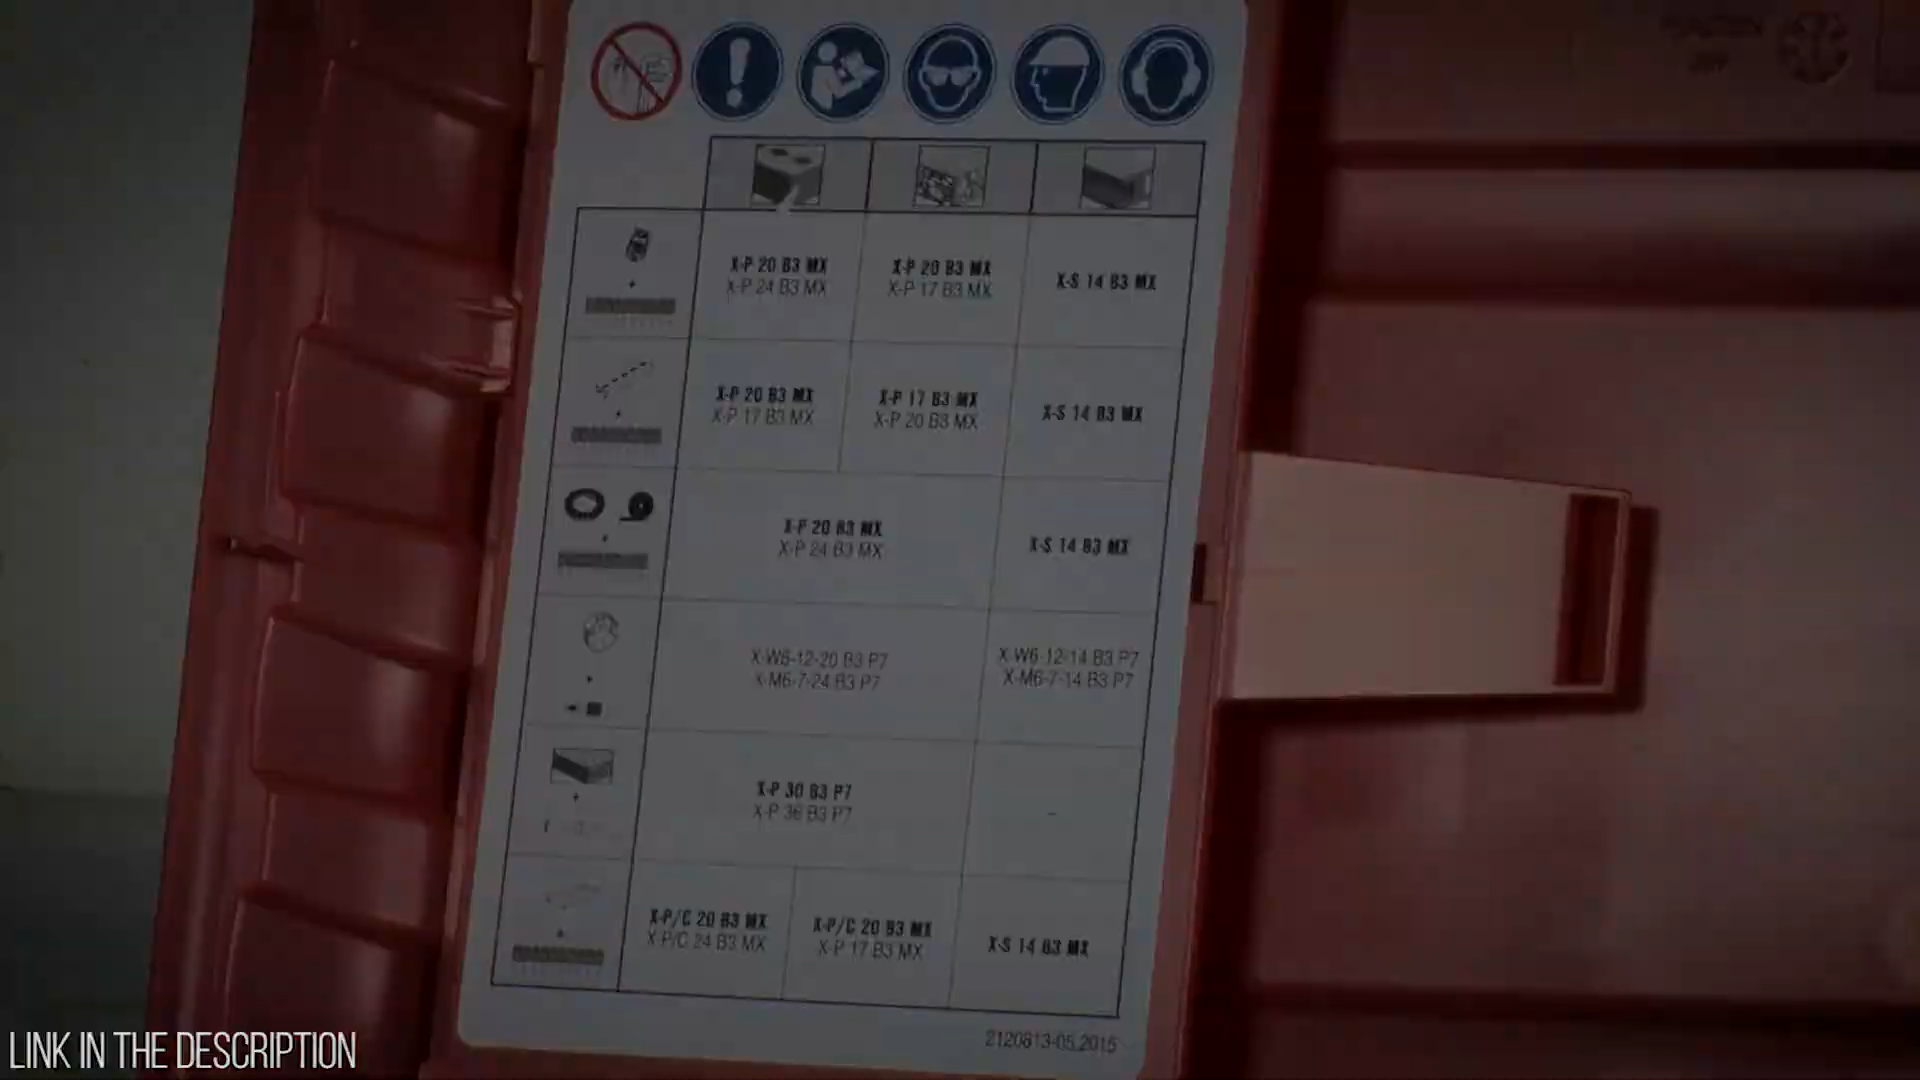 X-P 20 B3 MX
X-P 24 B3 MX
X-P 20 B3 MX
X-P 17 B3 MX
X-S 14 B3 MX
X-P 20 B3 MX
X-P 17 B3 MX
X-P 17 B3 MX
X-P 20 B3 MX
X-S 14 B3 MX
X-P 20 B3 MX
X-P 24 B3 MX
X-S 14 B3 MX
X-W6-12-20 B3 P7
X-M6-7-24 B3 P7
X-W6-12-14 B3 P7
X-M6-7-14 B3 P7
X-P 30 B3 P7
X-P 36 B3 P7
-
X-P/C 20 B3 MX
X-P/C 24 B3 MX
X-P/C 20 B3 MX
X-P 17 B3 MX
X-S 14 B3 MX
2120813-05.2015
LINK IN THE DESCRIPTION